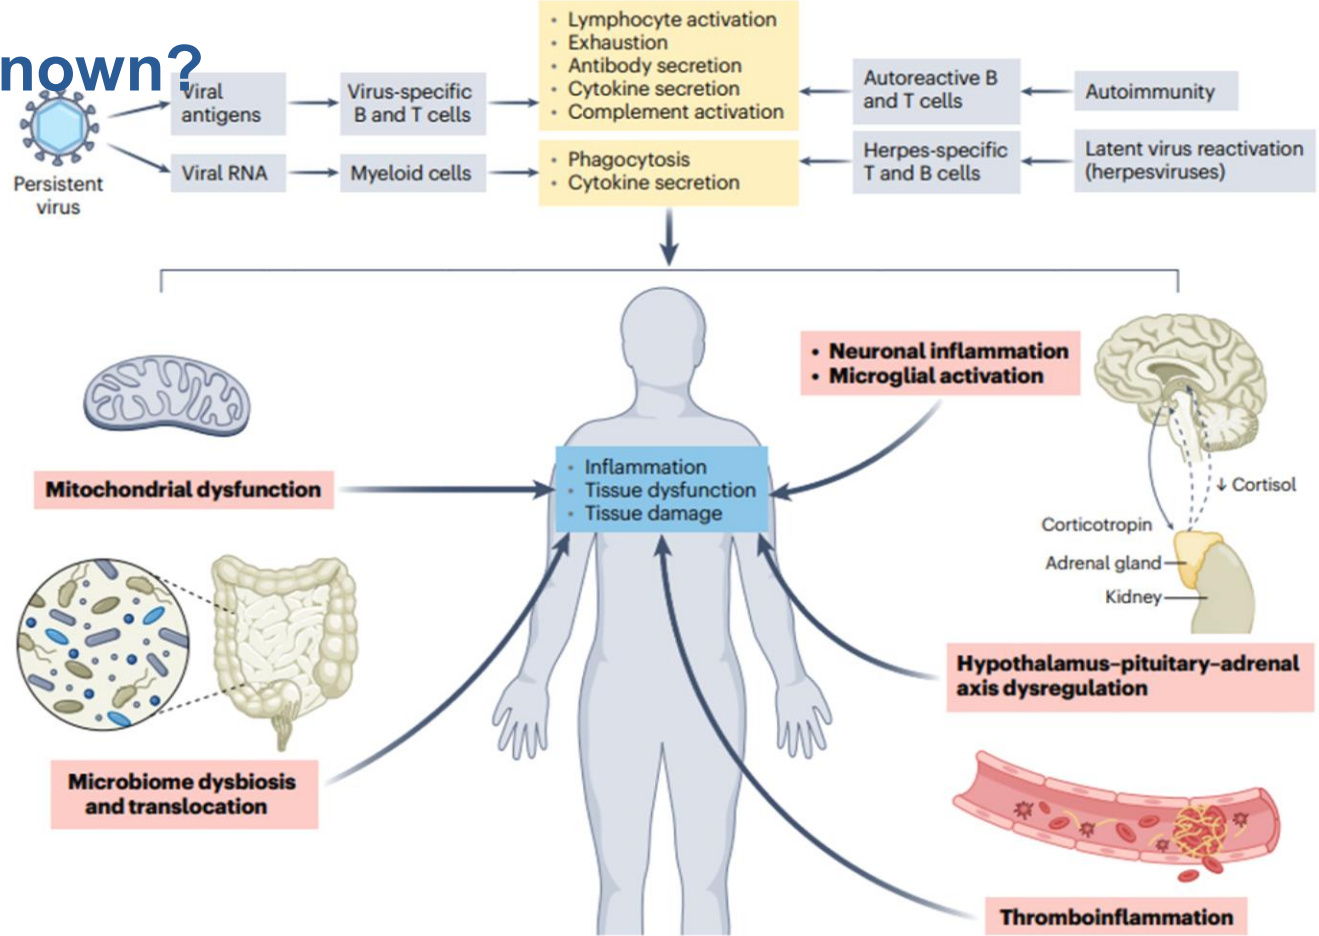 nown?
Persistent
virus
Viral
antigens
Virus-specific
B and T cells
Viral RNA
Myeloid cells
• Lymphocyte activation
• Exhaustion
• Antibody secretion
• Cytokine secretion
• Complement activation
• Phagocytosis
• Cytokine secretion
Autoreactive B
and T cells
Autoimmunity
Herpes-specific
T and B cells
Latent virus reactivation
(herpesviruses)
• Neuronal inflammation
• Microglial activation
Mitochondrial dysfunction
• Inflammation
• Tissue dysfunction
• Tissue damage
↓ Cortisol
Corticotropin
Adrenal gland
Kidney
Hypothalamus–pituitary–adrenal
axis dysregulation
Microbiome dysbiosis
and translocation
Thromboinflammation